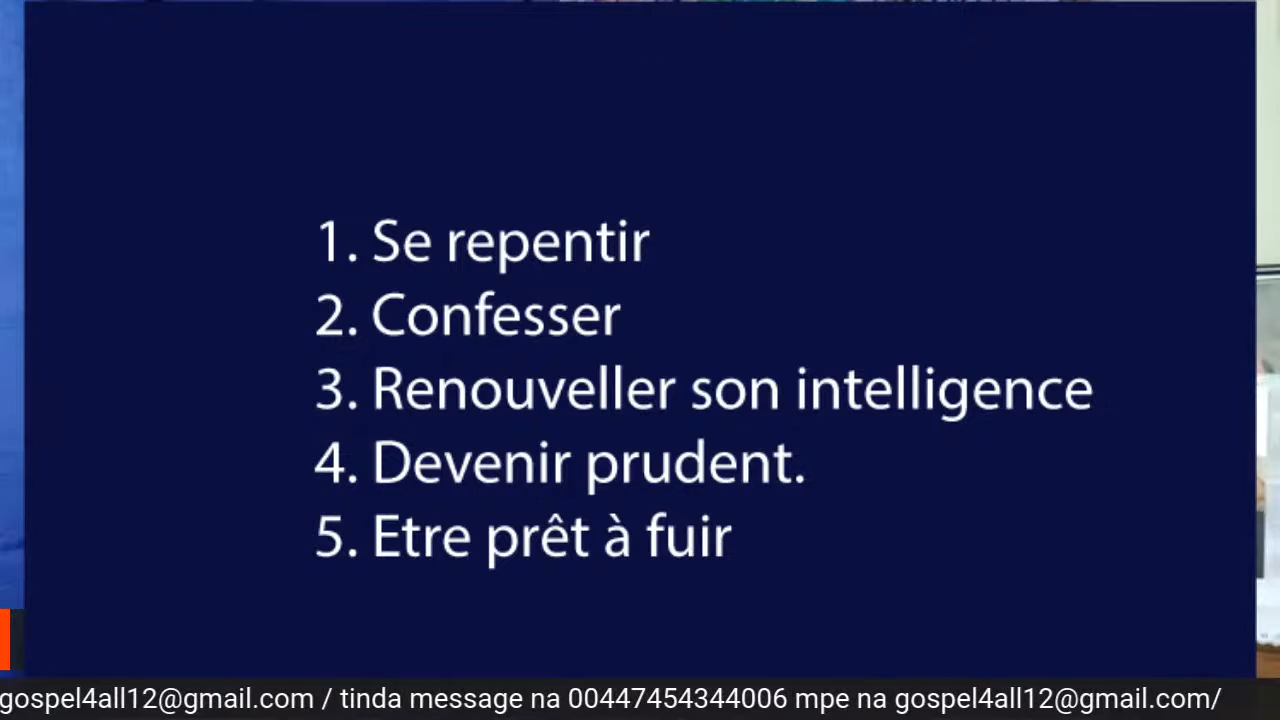 1. Se repentir
2. Confesser
3. Renouveller son intelligence
4. Devenir prudent.
5. Etre prêt à fuir
gospel4all12@gmail.com / tinda message na 00447454344006 mpe na gospel4all12@gmail.com/